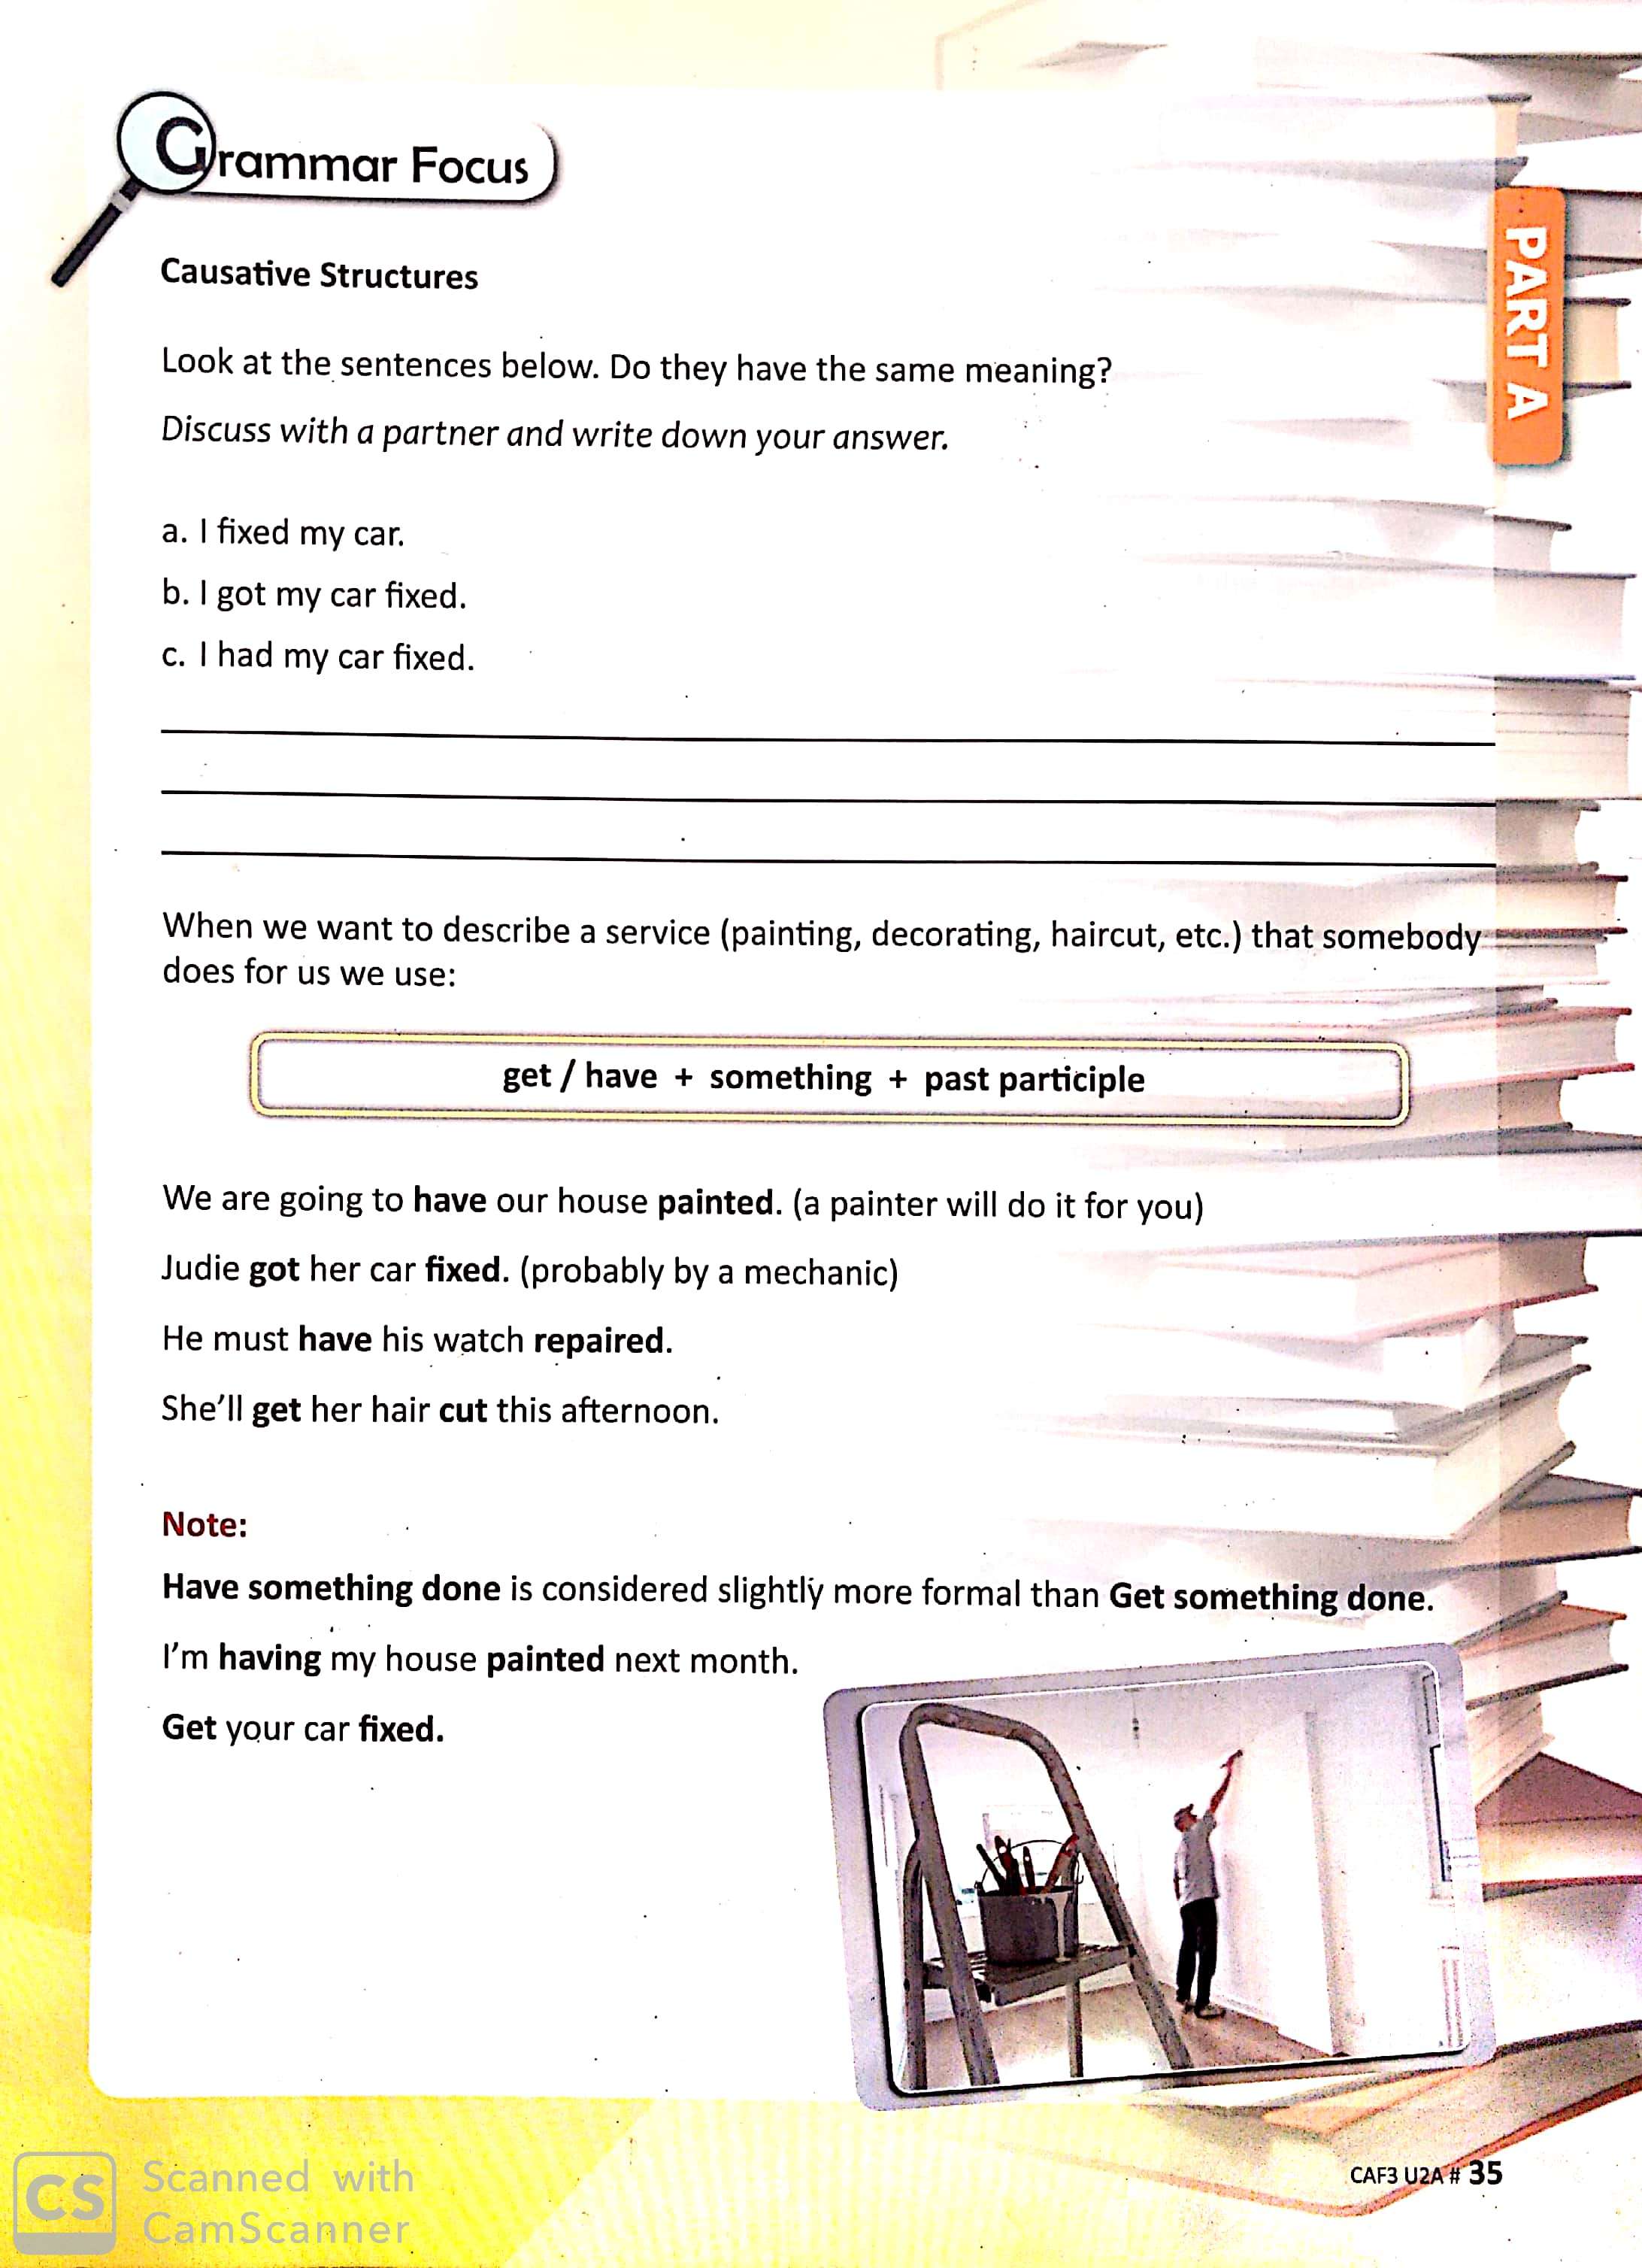 Grammar Focus
PART A
Causative Structures
Look at the sentences below. Do they have the same meaning?
Discuss with a partner and write down your answer.
a. I fixed my car.
b. I got my car fixed.
c. I had my car fixed.
When we want to describe a service (painting, decorating, haircut, etc.) that somebody
does for us we use:
get / have + something + past participle
We are going to have our house painted. (a painter will do it for you)
Judie got her car fixed. (probably by a mechanic)
He must have his watch repaired.
She'll get her hair cut this afternoon.
Note:
Have something done is considered slightly more formal than Get something done.
I'm having my house painted next month.
Get your car fixed.
CAF3 U2A # 35
CS Scanned with
CamScanner